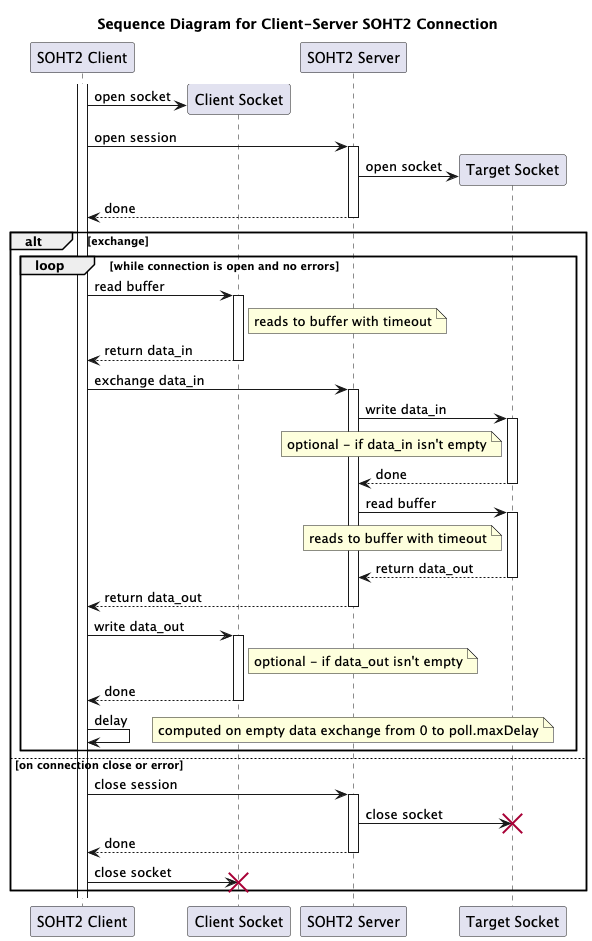 Sequence Diagram for Client-Server SOHT2 Connection
SOHT2 Client
SOHT2 Server
open socket
Client Socket
open session
open socket
Target Socket
done
alt
[exchange]
loop
[while connection is open and no errors]
read buffer
reads to buffer with timeout
return data_in
exchange data_in
write data_in
optional - if data_in isn't empty
done
read buffer
reads to buffer with timeout
return data_out
return data_out
write data_out
optional - if data_out isn't empty
done
delay
computed on empty data exchange from 0 to poll.maxDelay
[on connection close or error]
close session
close socket
done
close socket
SOHT2 Client
Client Socket
SOHT2 Server
Target Socket